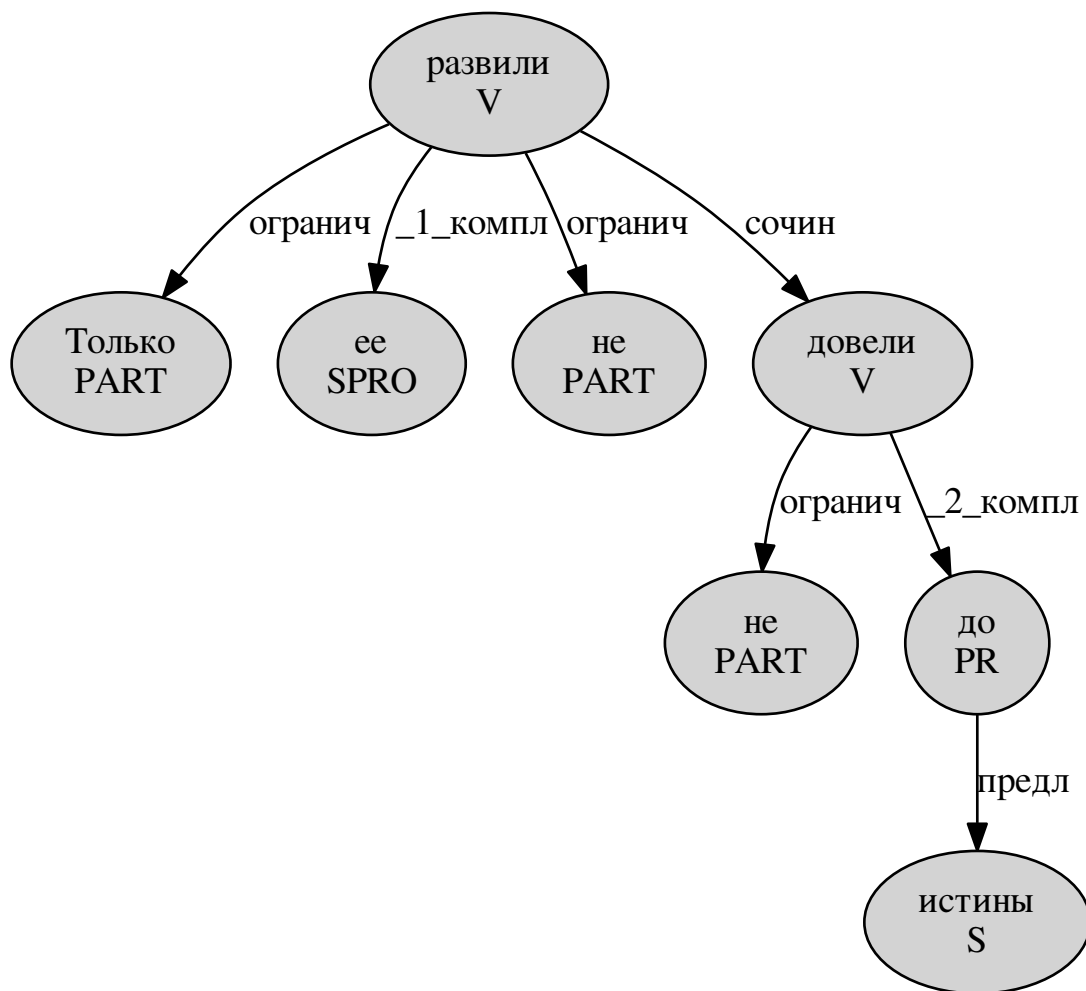 развили
V
огранич
_1_компл
огранич
сочин
Только
PART
ее
SPRO
не
PART
довели
V
огранич
_2_компл
не
PART
до
PR
предл
истины
S